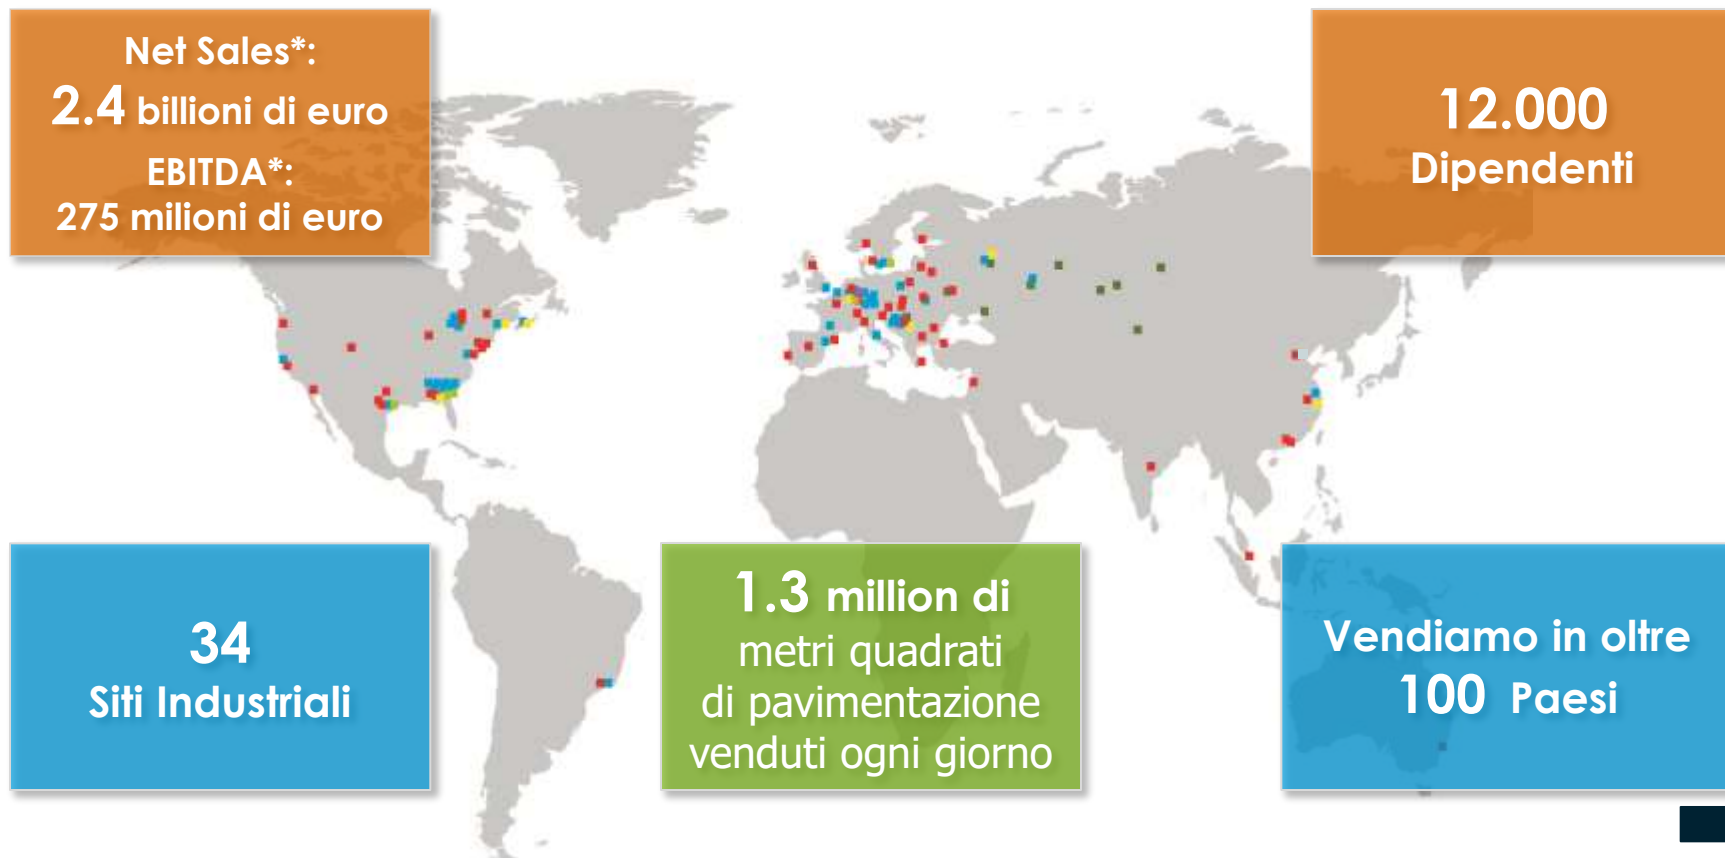 Net Sales*:
2.4 billioni di euro
EBITDA*:
275 milioni di euro
12.000
Dipendenti
34
Siti Industriali
1.3 million di
metri quadrati
di pavimentazione
venduti ogni giorno
Vendiamo in oltre
100 Paesi